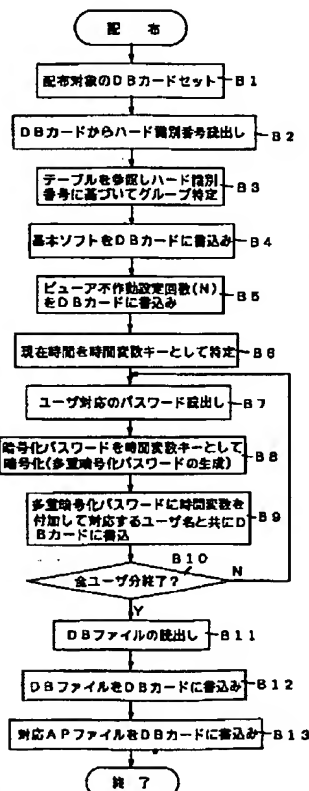 配 布
配布対象のDBカードセット B1
DBカードからハード識別番号読出し B2
テーブルを参照しハード識別
番号に基づいてグループ特定 B3
基本ソフトをDBカードに書込み B4
ビューア不作動設定回数(N)
をDBカードに書込み B5
現在時間を時間変数キーとして特定 B6
ユーザ対応のパスワード読出し B7
暗号化パスワードを時間変数キーとして
暗号化(多重暗号化パスワードの生成) B8
多重暗号化パスワードに時間変数を
付加して対応するユーザ名と共にD
Bカードに書込 B9
B10
全ユーザ分終了? N
Y
DBファイルの読出し B11
DBファイルをDBカードに書込み B12
対応APファイルをDBカードに書込み B13
終 了